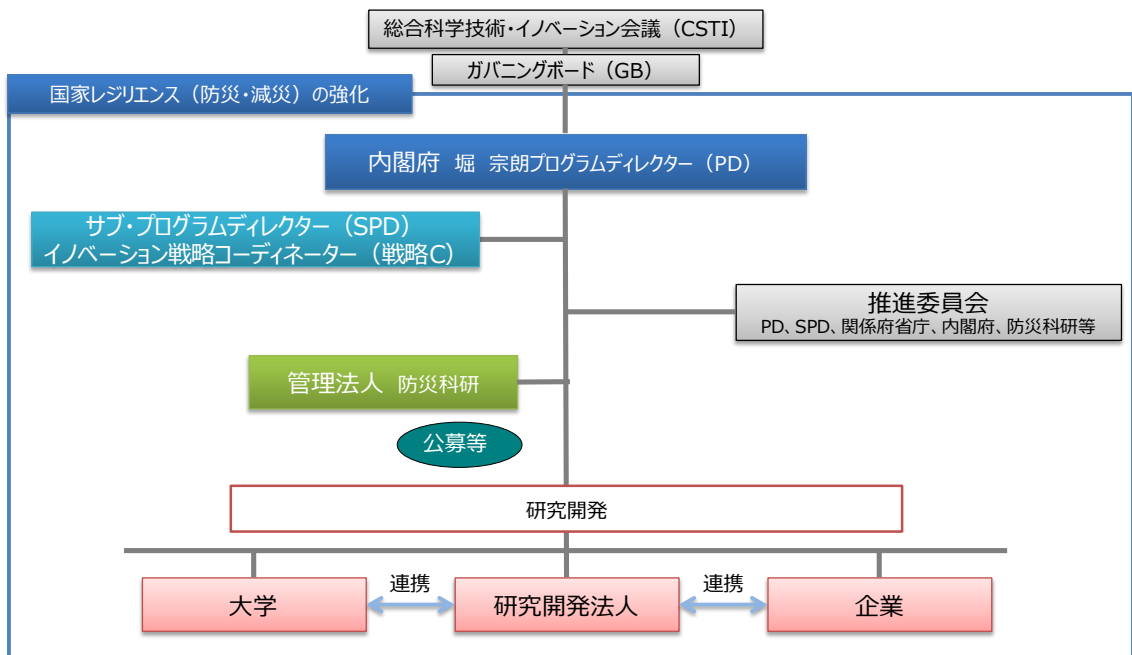 総合科学技術・イノベーション会議（CSTI）
ガバニングボード（GB）
国家レジリエンス（防災・減災）の強化
内閣府 堀 宗朗プログラムディレクター（PD）
サブ・プログラムディレクター（SPD）
イノベーション戦略コーディネーター（戦略C）
推進委員会
PD、SPD、関係府省庁、内閣府、防災科研等
管理法人 防災科研
公募等
研究開発
連携
連携
大学
研究開発法人
企業